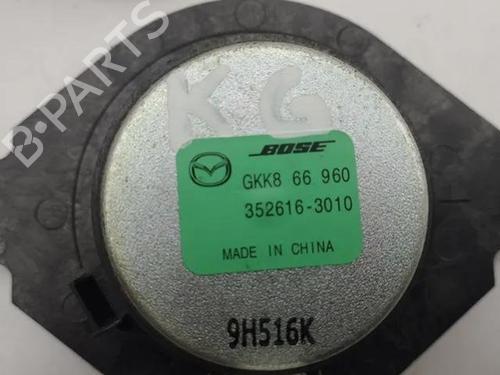 B-PARTS
KG
BOSE
GKK8 66 960
352616-3010
MADE IN CHINA
9H516K